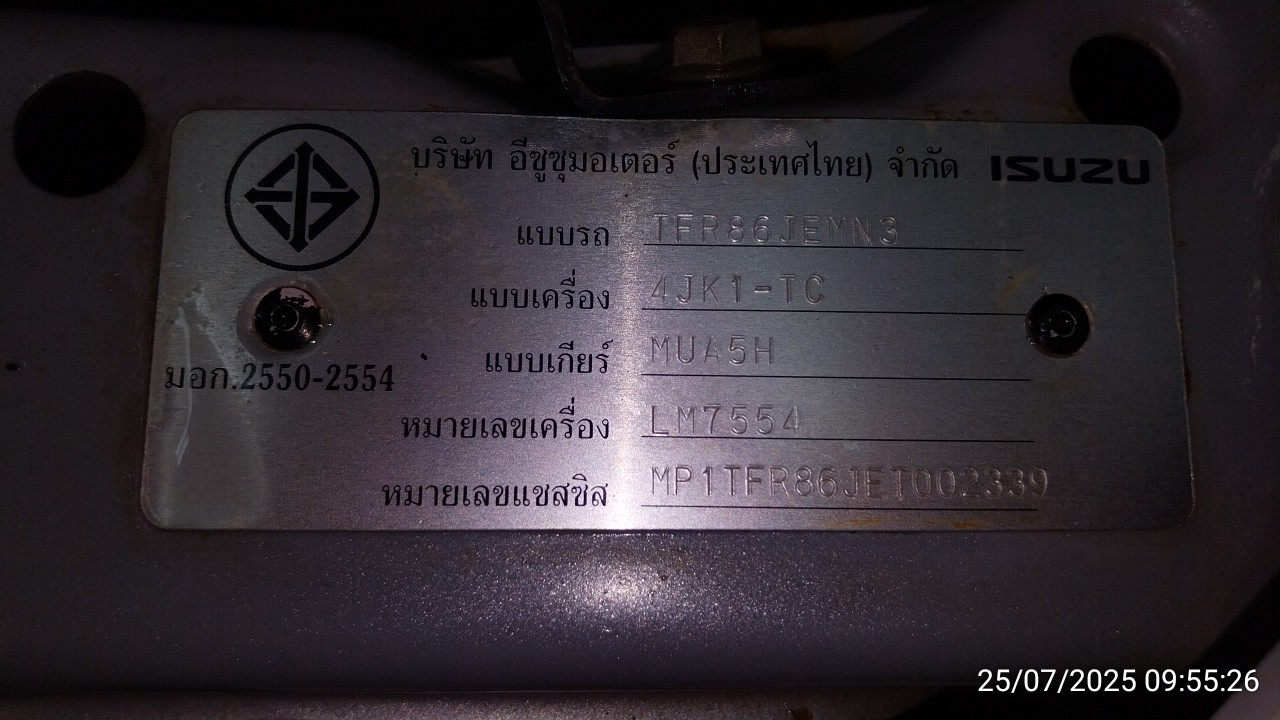 บริษัท อีซูซุมอเตอร์ (ประเทศไทย) จำกัด ISUZU
แบบรถ TFR86JEMN3
แบบเครื่อง 4JK1-TC
แบบเกียร์ MUA5H
มอก.2550-2554
หมายเลขเครื่อง LM7554
หมายเลขแชสซิส MP1TFR86JET002339
25/07/2025 09:55:26